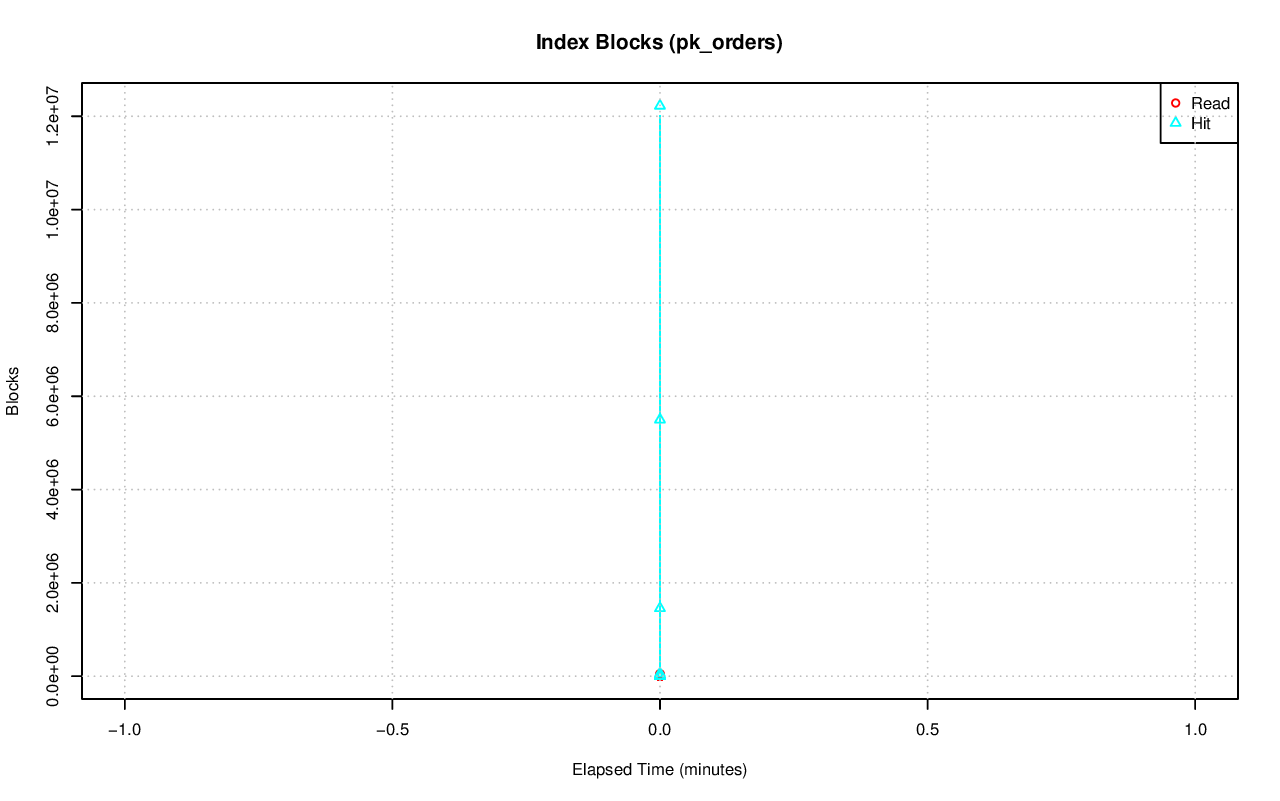 Index Blocks (pk_orders)
Read
Hit
Blocks
1.2e+07
1.0e+07
8.0e+06
6.0e+06
4.0e+06
2.0e+06
0.0e+00
−1.0
−0.5
0.0
0.5
1.0
Elapsed Time (minutes)